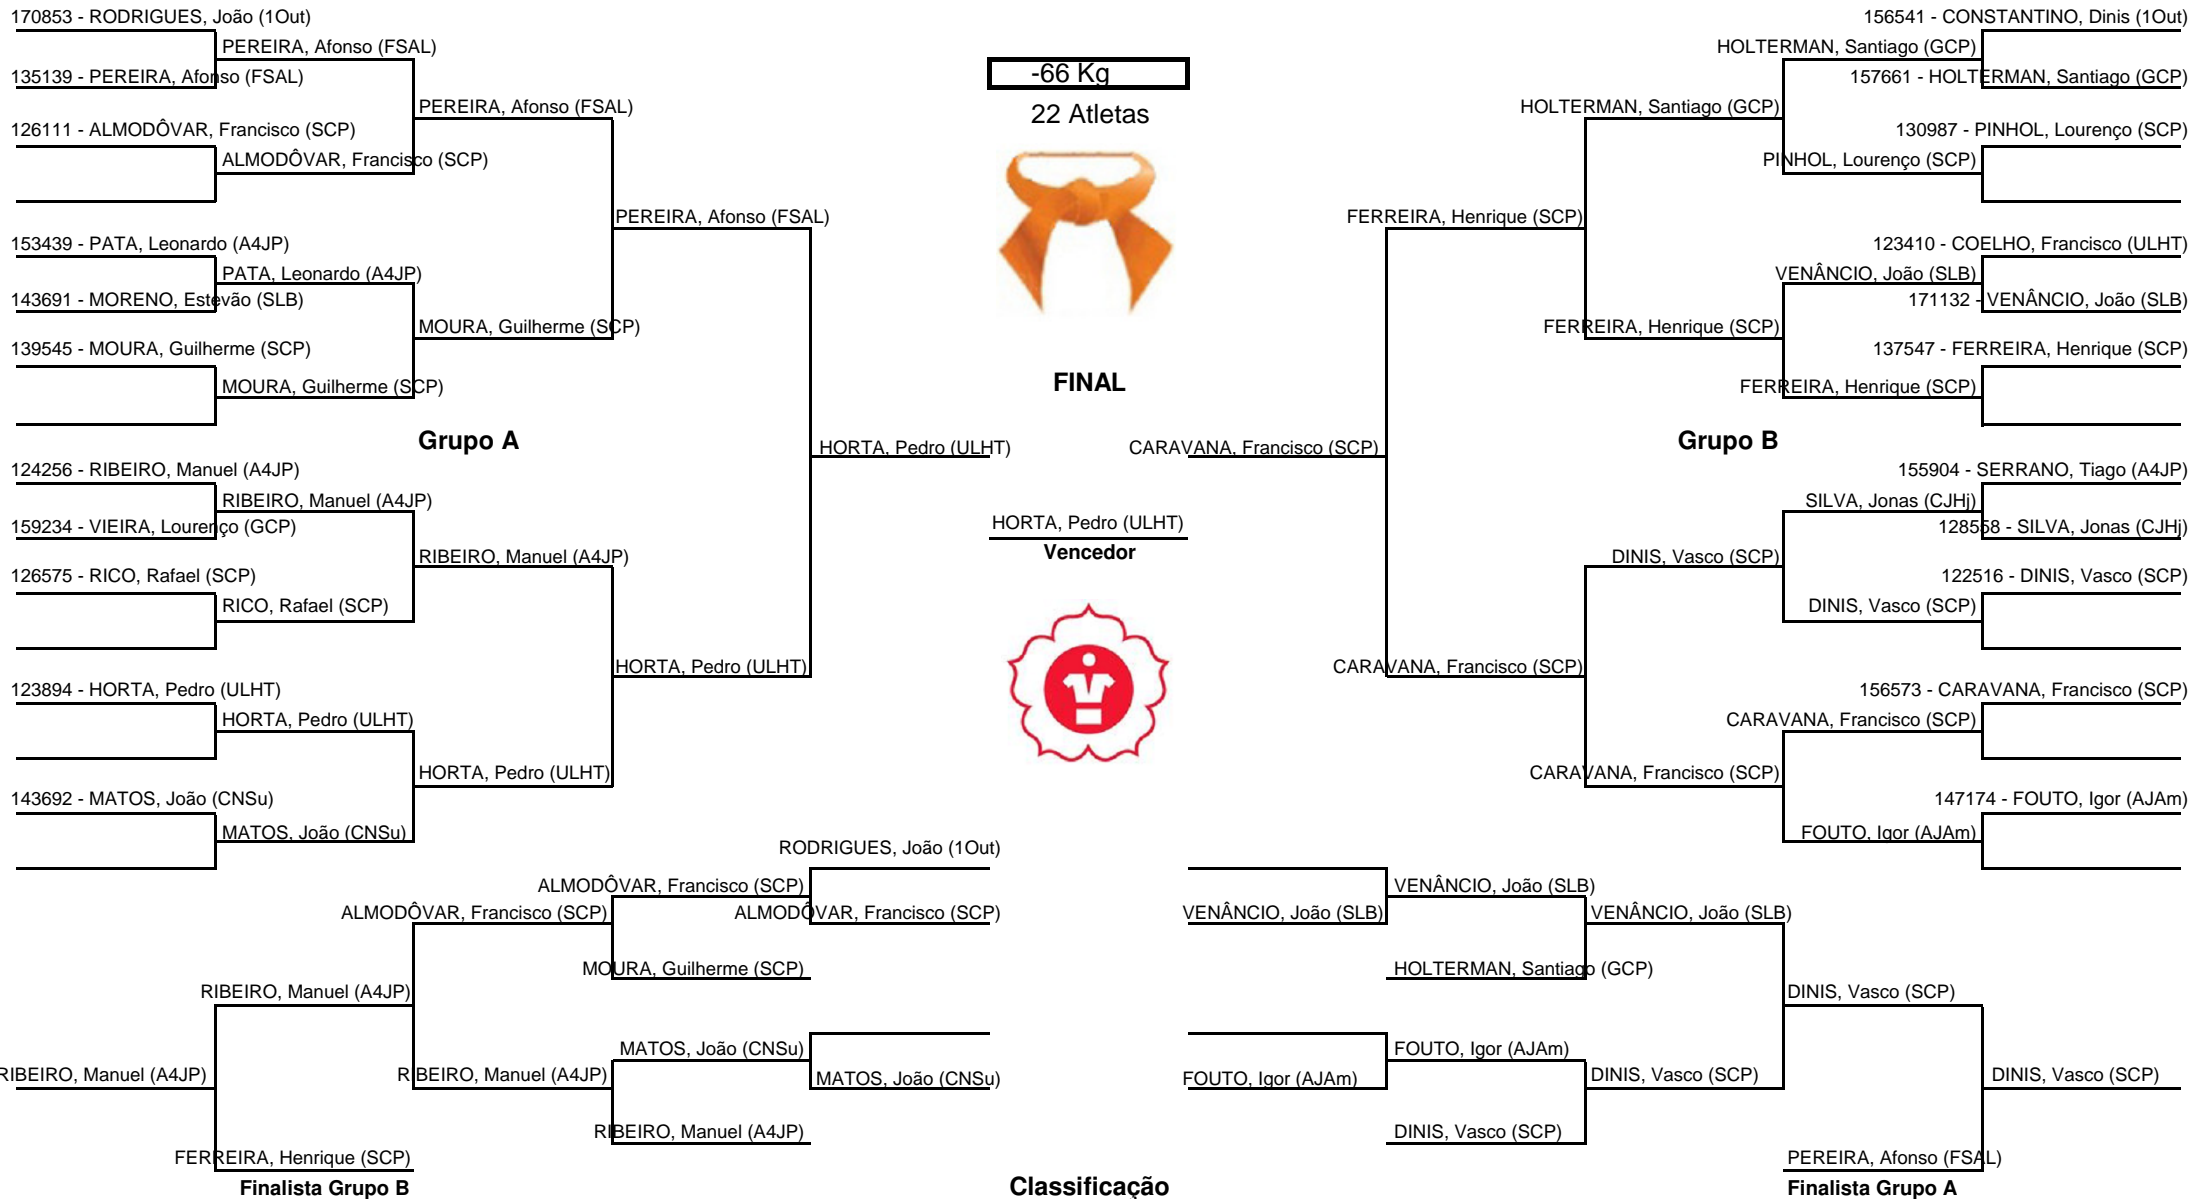 170853 - RODRIGUES, João (1Out)
PEREIRA, Afonso (FSAL)
135139 - PEREIRA, Afonso (FSAL)
PEREIRA, Afonso (FSAL)
126111 - ALMODÔVAR, Francisco (SCP)
ALMODÔVAR, Francisco (SCP)
PEREIRA, Afonso (FSAL)
153439 - PATA, Leonardo (A4JP)
PATA, Leonardo (A4JP)
143691 - MORENO, Estevão (SLB)
MOURA, Guilherme (SCP)
139545 - MOURA, Guilherme (SCP)
MOURA, Guilherme (SCP)
Grupo A
HORTA, Pedro (ULHT)
124256 - RIBEIRO, Manuel (A4JP)
RIBEIRO, Manuel (A4JP)
159234 - VIEIRA, Lourenço (GCP)
RIBEIRO, Manuel (A4JP)
126575 - RICO, Rafael (SCP)
RICO, Rafael (SCP)
HORTA, Pedro (ULHT)
123894 - HORTA, Pedro (ULHT)
HORTA, Pedro (ULHT)
HORTA, Pedro (ULHT)
143692 - MATOS, João (CNSu)
MATOS, João (CNSu)
-66 Kg
22 Atletas
FINAL
HORTA, Pedro (ULHT)
Vencedor
156541 - CONSTANTINO, Dinis (1Out)
HOLTERMAN, Santiago (GCP)
157661 - HOLTERMAN, Santiago (GCP)
HOLTERMAN, Santiago (GCP)
130987 - PINHOL, Lourenço (SCP)
PINHOL, Lourenço (SCP)
FERREIRA, Henrique (SCP)
123410 - COELHO, Francisco (ULHT)
VENÂNCIO, João (SLB)
171132 - VENÂNCIO, João (SLB)
FERREIRA, Henrique (SCP)
137547 - FERREIRA, Henrique (SCP)
FERREIRA, Henrique (SCP)
Grupo B
CARAVANA, Francisco (SCP)
155904 - SERRANO, Tiago (A4JP)
SILVA, Jonas (CJHj)
128558 - SILVA, Jonas (CJHj)
DINIS, Vasco (SCP)
122516 - DINIS, Vasco (SCP)
DINIS, Vasco (SCP)
CARAVANA, Francisco (SCP)
156573 - CARAVANA, Francisco (SCP)
CARAVANA, Francisco (SCP)
CARAVANA, Francisco (SCP)
147174 - FOUTO, Igor (AJAm)
FOUTO, Igor (AJAm)
RODRIGUES, João (1Out)
ALMODÔVAR, Francisco (SCP)
ALMODÔVAR, Francisco (SCP)
ALMODÔVAR, Francisco (SCP)
MOURA, Guilherme (SCP)
RIBEIRO, Manuel (A4JP)
MATOS, João (CNSu)
RIBEIRO, Manuel (A4JP)
RIBEIRO, Manuel (A4JP)
MATOS, João (CNSu)
RIBEIRO, Manuel (A4JP)
FERREIRA, Henrique (SCP)
Finalista Grupo B
VENÂNCIO, João (SLB)
VENÂNCIO, João (SLB)
VENÂNCIO, João (SLB)
HOLTERMAN, Santiago (GCP)
DINIS, Vasco (SCP)
FOUTO, Igor (AJAm)
FOUTO, Igor (AJAm)
DINIS, Vasco (SCP)
DINIS, Vasco (SCP)
DINIS, Vasco (SCP)
PEREIRA, Afonso (FSAL)
Finalista Grupo A
Classificação